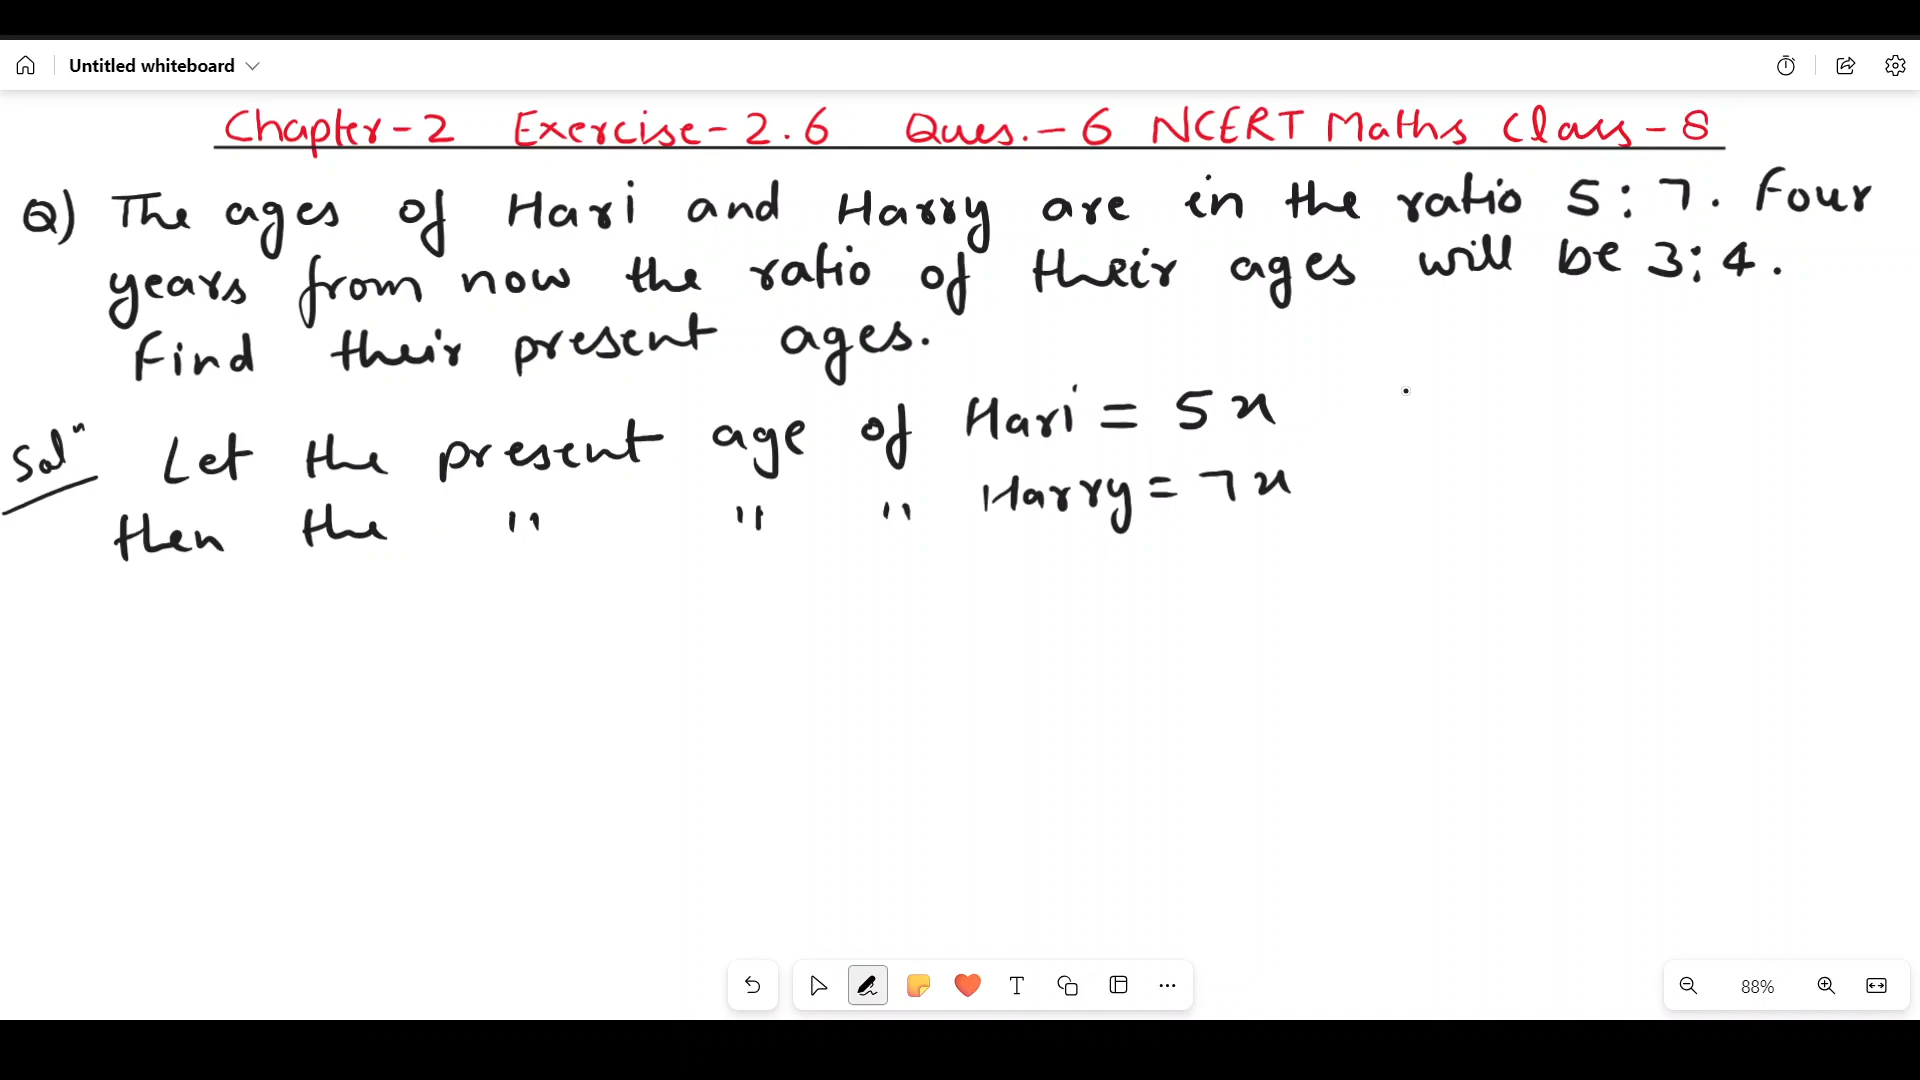 Untitled whiteboard
Chapter-2 Exercise-2.6 Ques.-6 NCERT Maths Class-8
Q) The ages of Hari and Harry are in the ratio 5:7. Four
years from now the ratio of their ages will be 3:4.
Find their present ages.
Solⁿ Let the present age of Hari = 5x
then the " " " Harry = 7x
88%